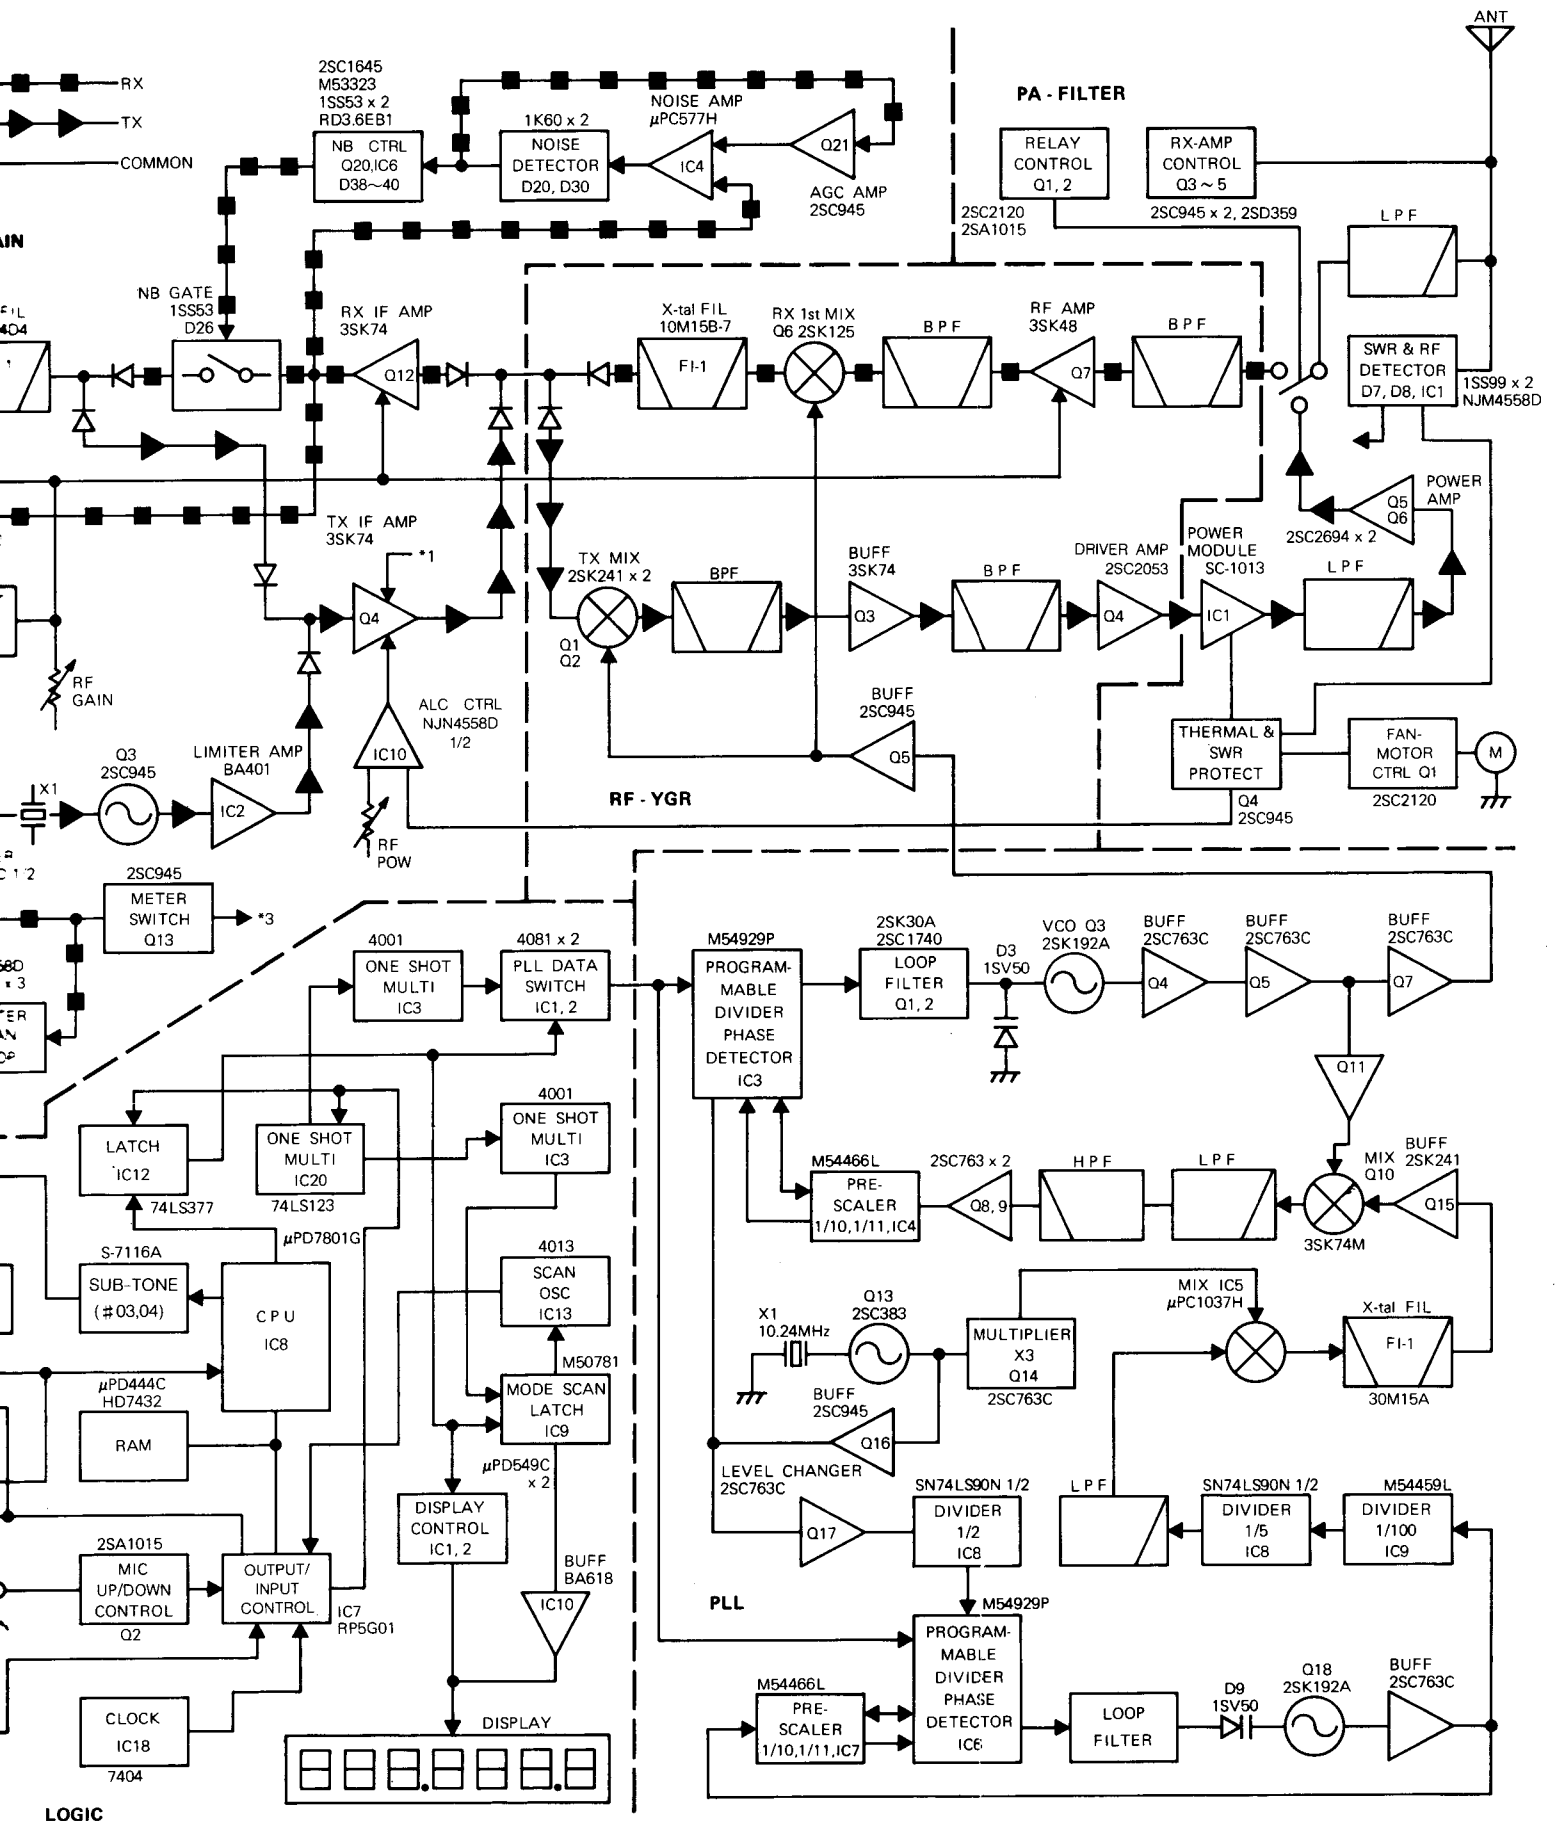 ANT
RX
TX
COMMON
2SC1645
M53323
1SS53 x 2
RD3.6EB1
NB CTRL
Q20,IC6
D38~40
1K60 x 2
NOISE
DETECTOR
D20, D30
NOISE AMP
μPC577H
IC4
Q21
AGC AMP
2SC945
PA - FILTER
RELAY
CONTROL
Q1, 2
2SC2120
2SA1015
RX-AMP
CONTROL
Q3 ~ 5
2SC945 x 2, 2SD359
LPF
NB GATE
1SS53
D26
RX IF AMP
3SK74
Q12
X-tal FIL
10M15B-7
FI-1
RX 1st MIX
Q6 2SK125
BPF
RF AMP
3SK48
Q7
BPF
SWR & RF
DETECTOR
D7, D8, IC1
1SS99 x 2
NJM4558D
TX IF AMP
3SK74
*1
Q4
TX MIX
2SK241 x 2
Q1
Q2
BPF
BUFF
3SK74
Q3
BPF
DRIVER AMP
2SC2053
Q4
POWER
MODULE
SC-1013
IC1
LPF
2SC2694 x 2
Q5
Q6
POWER
AMP
RF
GAIN
ALC CTRL
NJN4558D
1/2
IC10
RF
POW
BUFF
2SC945
Q5
THERMAL &
SWR
PROTECT
Q4
2SC945
FAN-
MOTOR
CTRL Q1
2SC2120
M
X1
Q3
2SC945
LIMITER AMP
BA401
IC2
RF - YGR
2SC945
METER
SWITCH
Q13
*3
4001
ONE SHOT
MULTI
IC3
4081 x 2
PLL DATA
SWITCH
IC1, 2
M54929P
PROGRAM-
MABLE
DIVIDER
PHASE
DETECTOR
IC3
2SK30A
2SC1740
LOOP
FILTER
Q1, 2
D3
1SV50
VCO Q3
2SK192A
BUFF
2SC763C
Q4
BUFF
2SC763C
Q5
BUFF
2SC763C
Q7
Q11
LATCH
IC12
74LS377
ONE SHOT
MULTI
IC20
74LS123
4001
ONE SHOT
MULTI
IC3
M54466L
PRE-
SCALER
1/10,1/11,IC4
2SC763 x 2
Q8, 9
HPF
LPF
MIX
Q10
3SK74M
BUFF
2SK241
Q15
S-7116A
SUB-TONE
(#03,04)
μPD7801G
CPU
IC8
4013
SCAN
OSC
IC13
X1
10.24MHz
Q13
2SC383
MULTIPLIER
X3
Q14
2SC763C
MIX IC5
μPC1037H
X-tal FIL
FI-1
30M15A
μPD444C
HD7432
RAM
M50781
MODE SCAN
LATCH
IC9
BUFF
2SC945
Q16
μPD549C
x 2
DISPLAY
CONTROL
IC1, 2
LEVEL CHANGER
2SC763C
Q17
SN74LS90N 1/2
DIVIDER
1/2
IC8
LPF
SN74LS90N 1/2
DIVIDER
1/5
IC8
M54459L
DIVIDER
1/100
IC9
2SA1015
MIC
UP/DOWN
CONTROL
Q2
OUTPUT/
INPUT
CONTROL
IC7
RP5G01
BUFF
BA618
IC10
PLL
M54929P
PROGRAM-
MABLE
DIVIDER
PHASE
DETECTOR
IC6
M54466L
PRE-
SCALER
1/10,1/11,IC7
LOOP
FILTER
D9
1SV50
Q18
2SK192A
BUFF
2SC763C
CLOCK
IC18
7404
DISPLAY
LOGIC